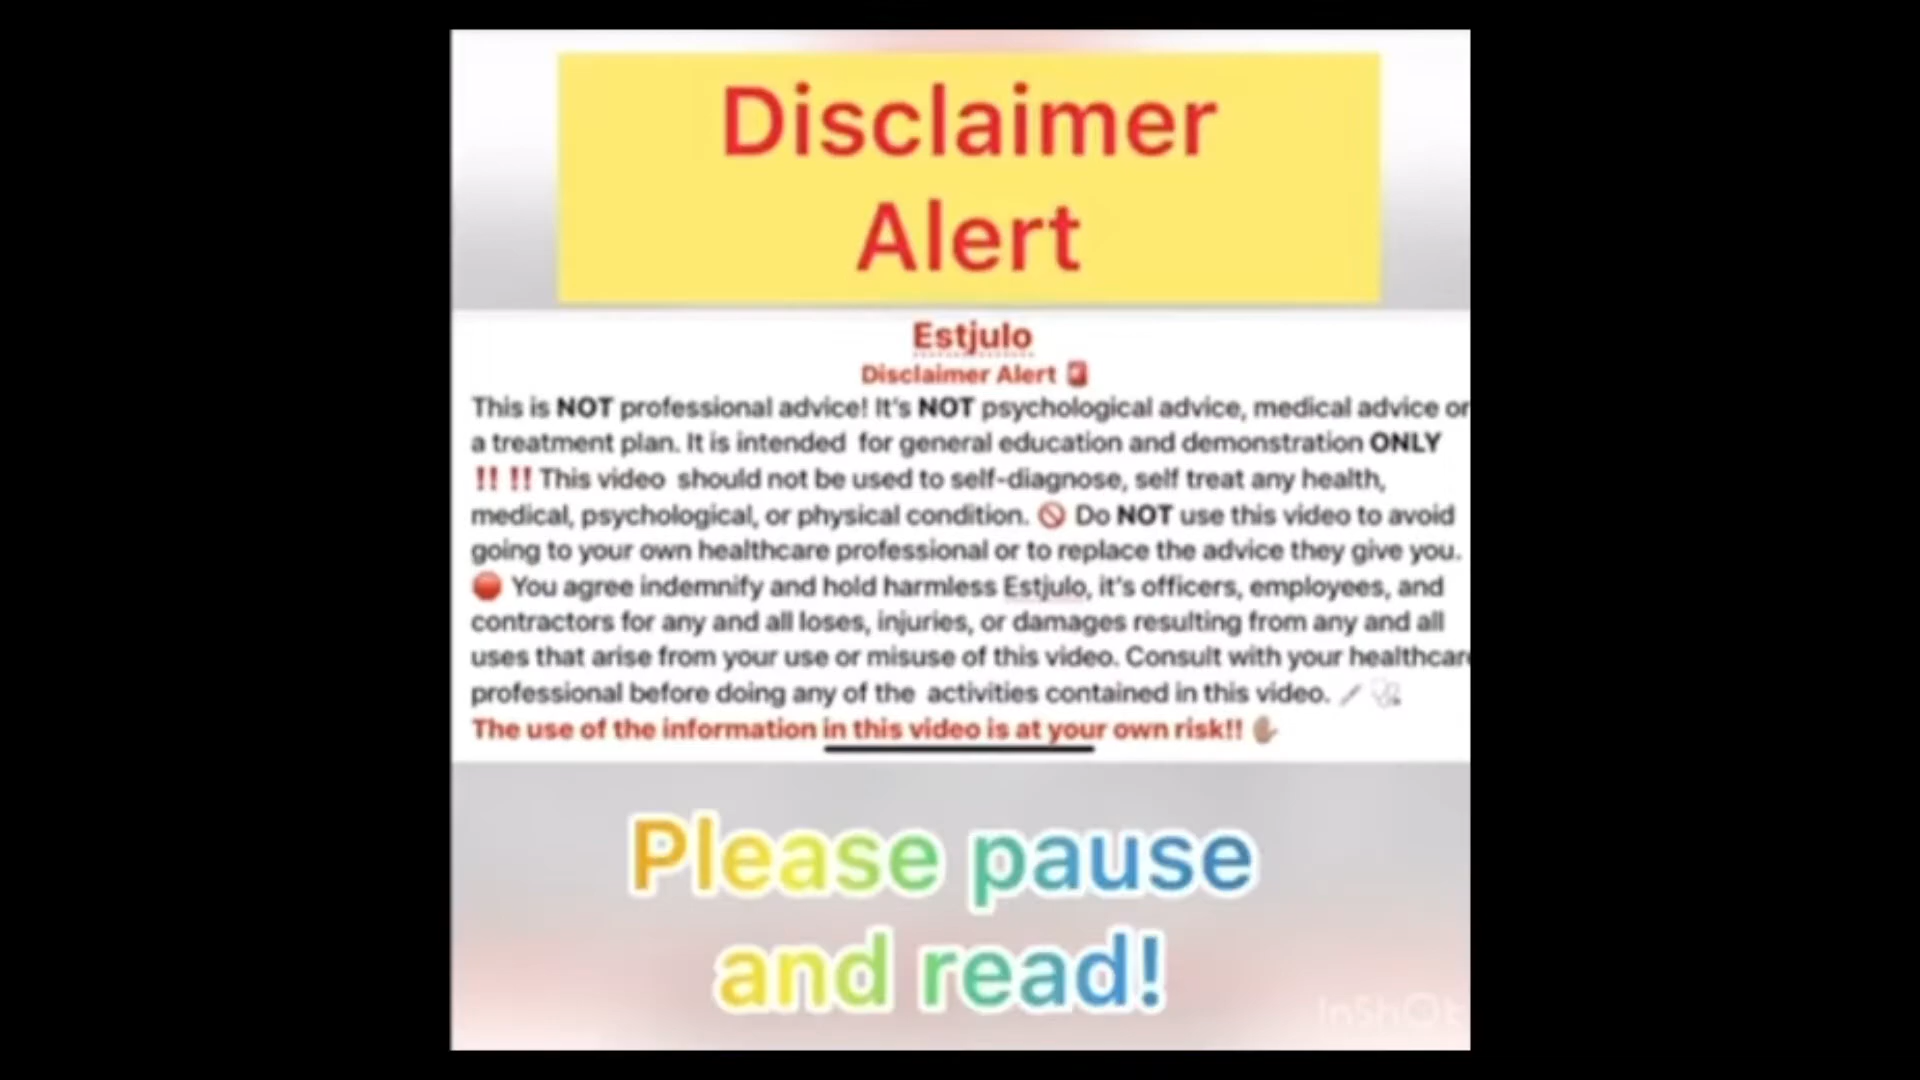 Disclaimer
Alert
Estjulo
Disclaimer Alert
This is NOT professional advice! It's NOT psychological advice, medical advice or
a treatment plan. It is intended for general education and demonstration ONLY
‼️ ‼️ This video should not be used to self-diagnose, self treat any health,
medical, psychological, or physical condition. 🚫 Do NOT use this video to avoid
going to your own healthcare professional or to replace the advice they give you.
🛑 You agree indemnify and hold harmless Estjulo, it's officers, employees, and
contractors for any and all loses, injuries, or damages resulting from any and all
uses that arise from your use or misuse of this video. Consult with your healthcare
professional before doing any of the activities contained in this video. 🩺
The use of the information in this video is at your own risk!! ✋🏽
Please pause
and read!
InShOt